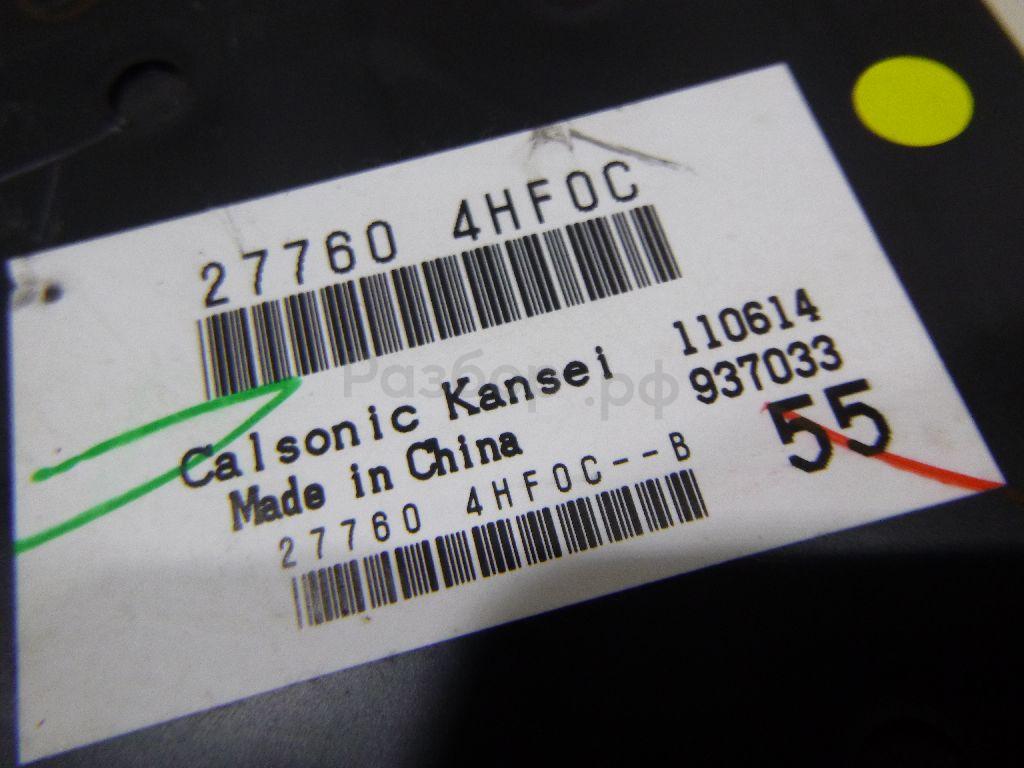 27760 4HF0C
110614
Calsonic Kansei 937033
Made in China 55
27760 4HF0C--B
Разбор.рф